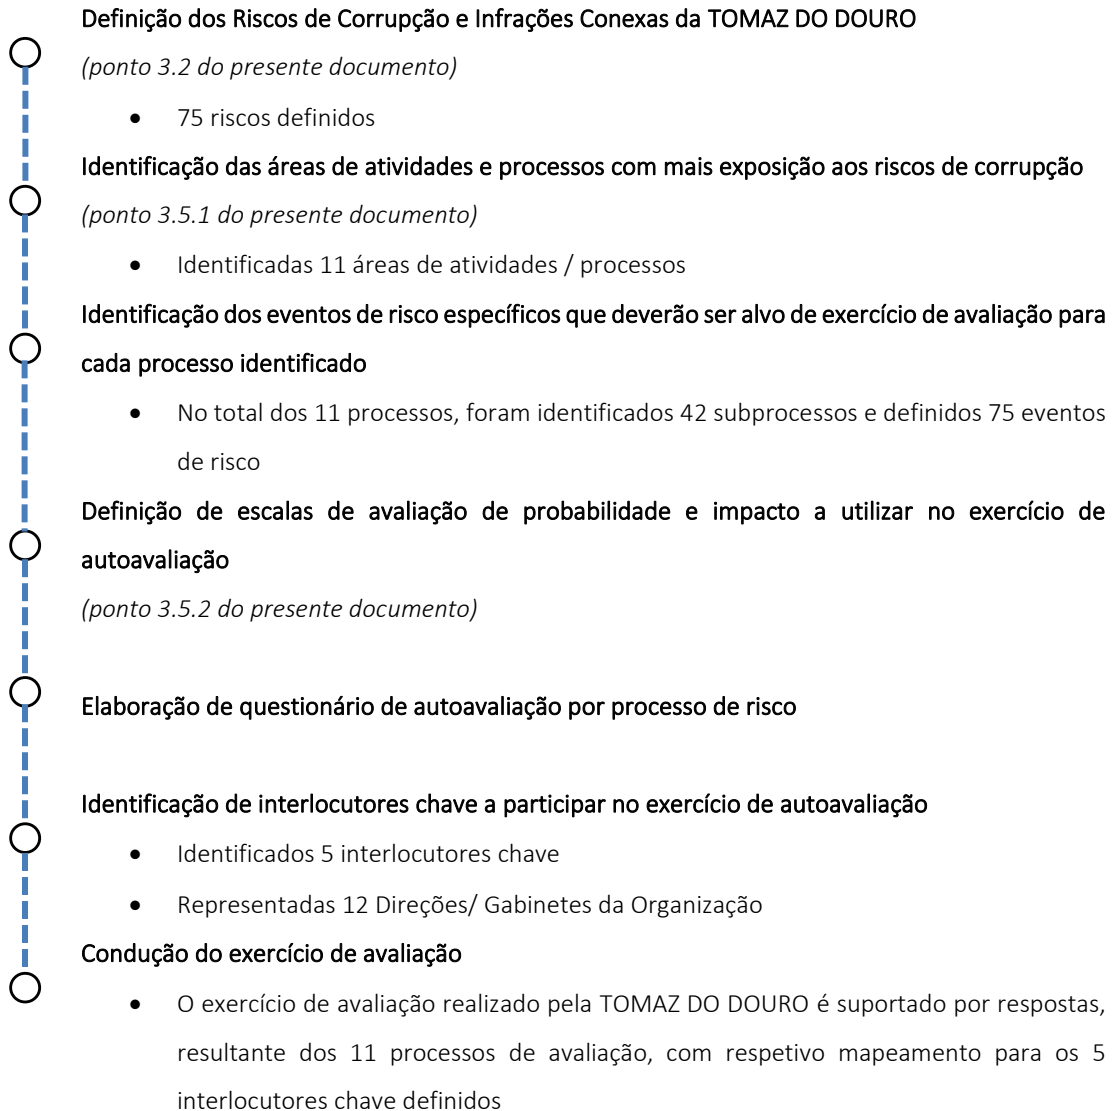 Definição dos Riscos de Corrupção e Infrações Conexas da TOMAZ DO DOURO
(ponto 3.2 do presente documento)
• 75 riscos definidos
Identificação das áreas de atividades e processos com mais exposição aos riscos de corrupção
(ponto 3.5.1 do presente documento)
• Identificadas 11 áreas de atividades / processos
Identificação dos eventos de risco específicos que deverão ser alvo de exercício de avaliação para
cada processo identificado
• No total dos 11 processos, foram identificados 42 subprocessos e definidos 75 eventos
de risco
Definição de escalas de avaliação de probabilidade e impacto a utilizar no exercício de
autoavaliação
(ponto 3.5.2 do presente documento)
Elaboração de questionário de autoavaliação por processo de risco
Identificação de interlocutores chave a participar no exercício de autoavaliação
• Identificados 5 interlocutores chave
• Representadas 12 Direções/ Gabinetes da Organização
Condução do exercício de avaliação
• O exercício de avaliação realizado pela TOMAZ DO DOURO é suportado por respostas,
resultante dos 11 processos de avaliação, com respetivo mapeamento para os 5
interlocutores chave definidos